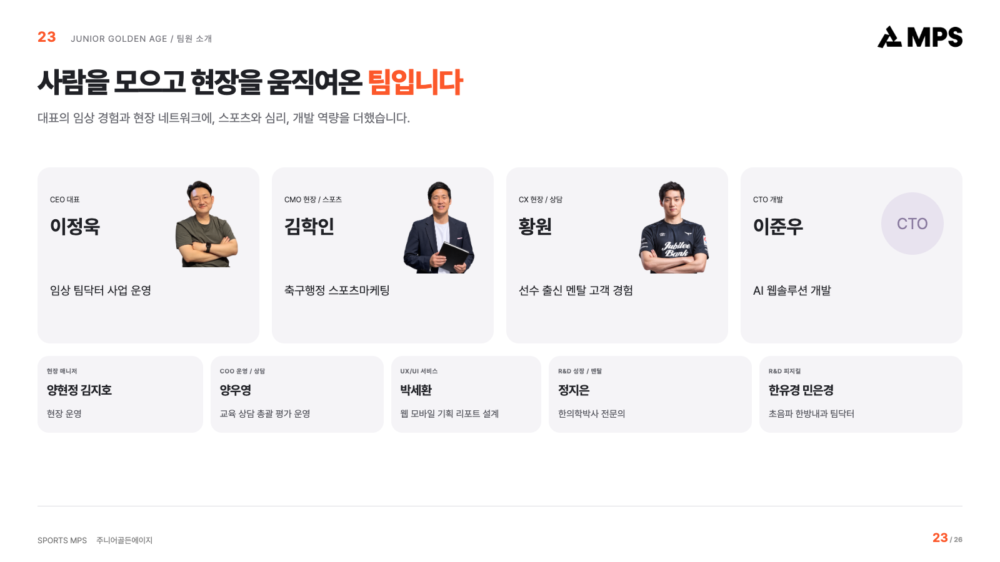 23 JUNIOR GOLDEN AGE / 팀원 소개
MPS
사람을 모으고 현장을 움직여온 팀입니다
대표의 임상 경험과 현장 네트워크에, 스포츠와 심리, 개발 역량을 더했습니다.
CEO 대표
이정욱
임상 팀닥터 사업 운영
CMO 현장 / 스포츠
김학인
축구행정 스포츠마케팅
CX 현장 / 상담
황원
Jubilee
Bank
선수 출신 멘탈 고객 경험
CTO 개발
이준우
CTO
AI 웹솔루션 개발
현장 매니저
양현정 김지호
현장 운영
COO 운영 / 상담
양우영
교육 상담 총괄 평가 운영
UX/UI 서비스
박세환
웹 모바일 기획 리포트 설계
R&D 성장 / 멘탈
정지은
한의학박사 전문의
R&D 피지컬
한유경 민은경
초음파 한방내과 팀닥터
SPORTS MPS 주니어골든에이지
23 / 26